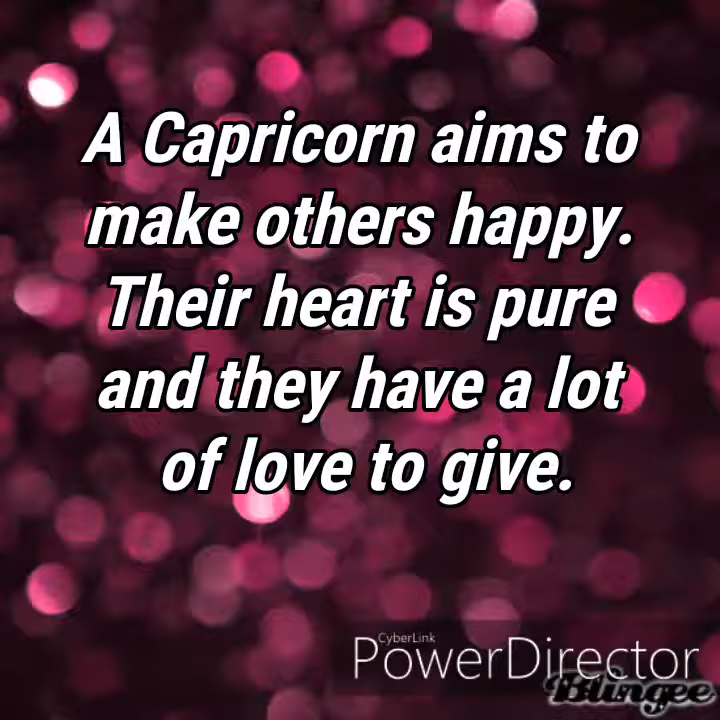 A Capricorn aims to
make others happy.
Their heart is pure
and they have a lot
of love to give.
CyberLink
PowerDirector
Blingee